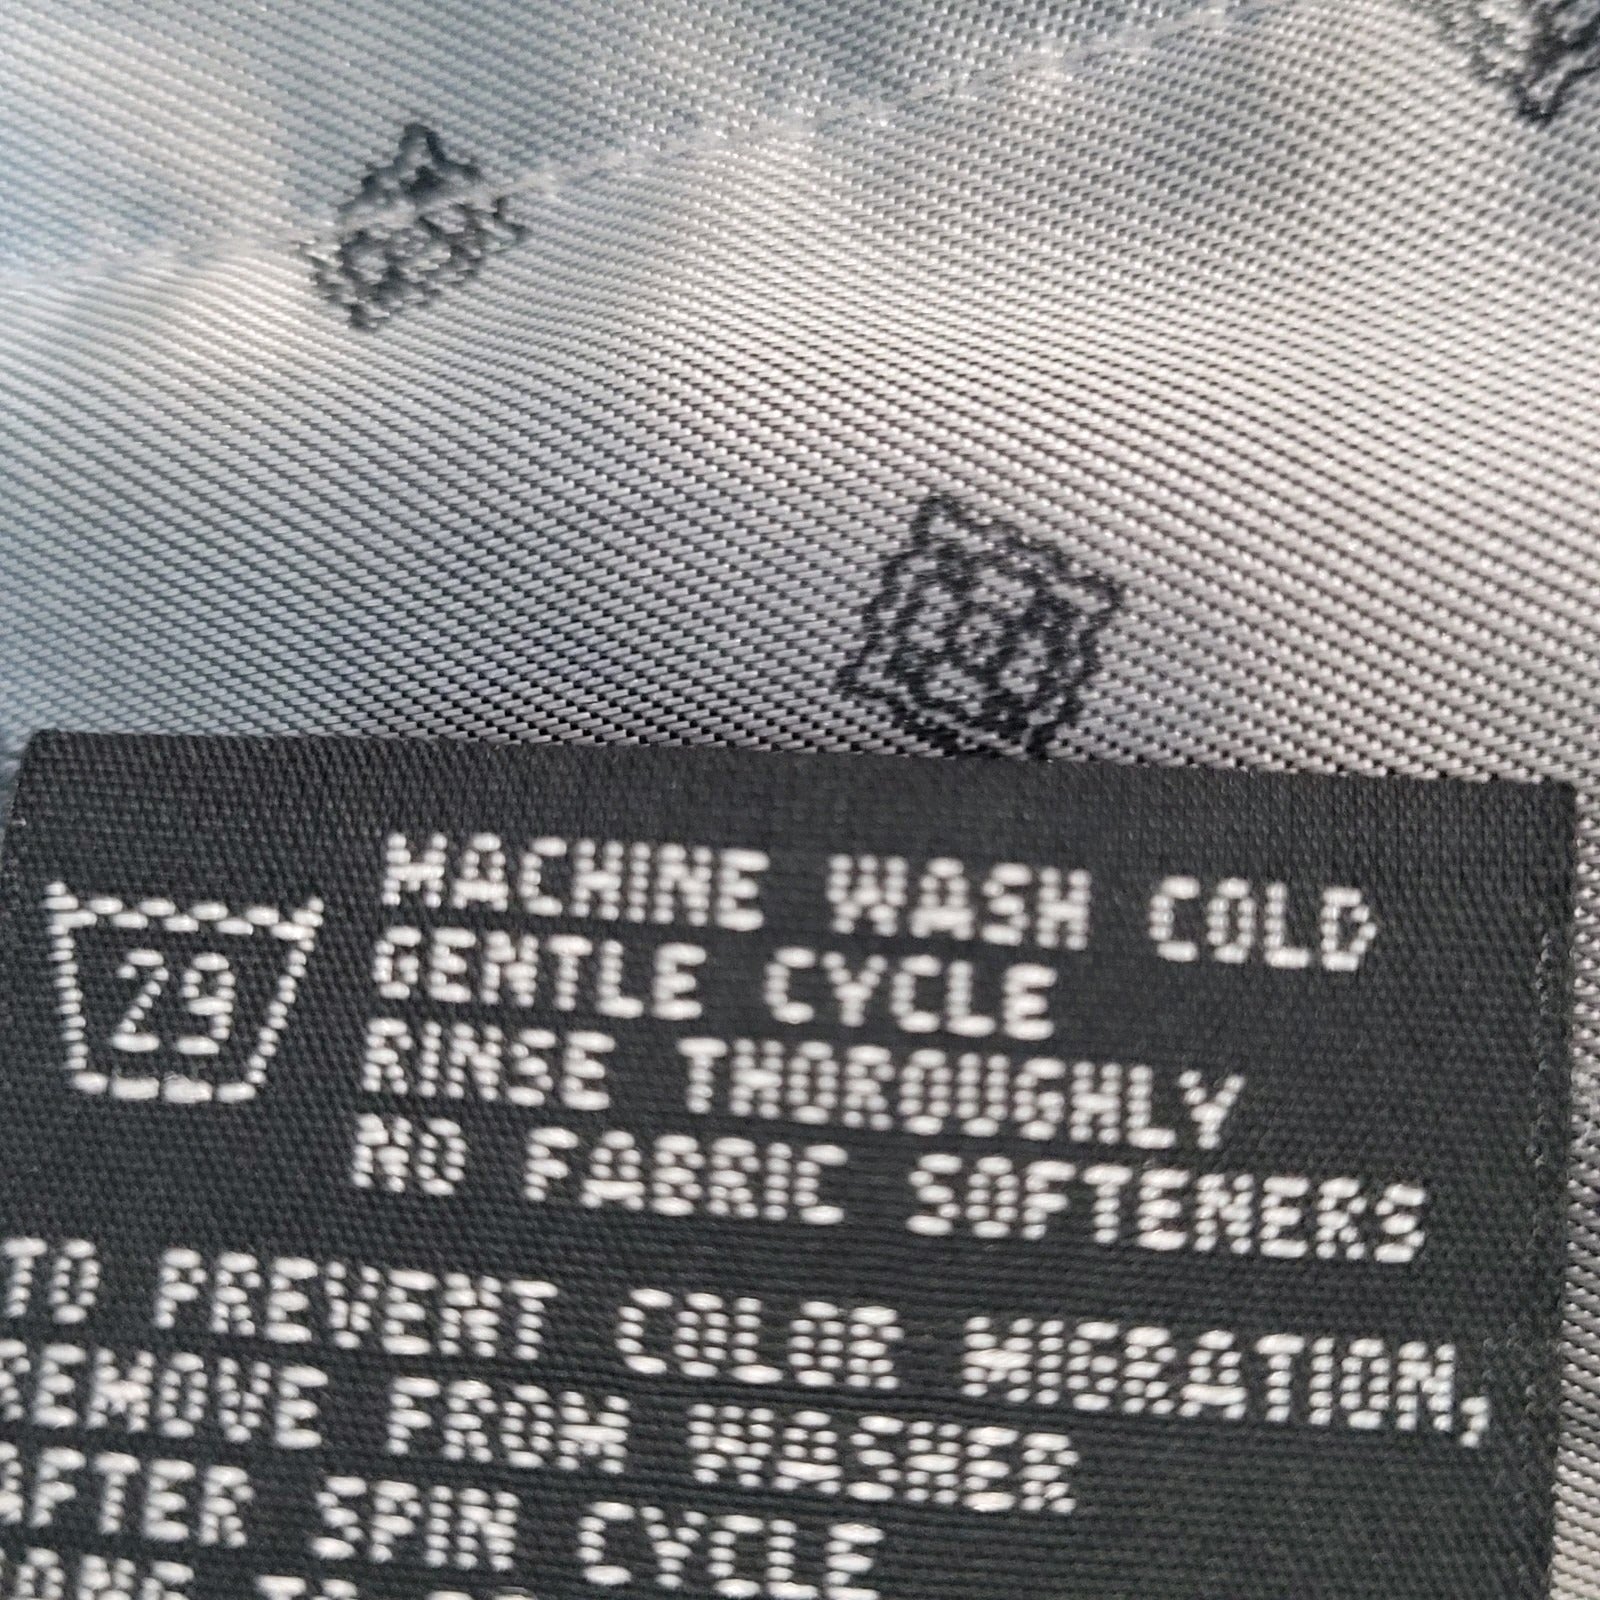 MACHINE WASH COLD
29
GENTLE CYCLE
RINSE THOROUGHLY
NO FABRIC SOFTENERS
TO PREVENT COLOR MIGRATION,
REMOVE FROM WASHER
AFTER SPIN CYCLE